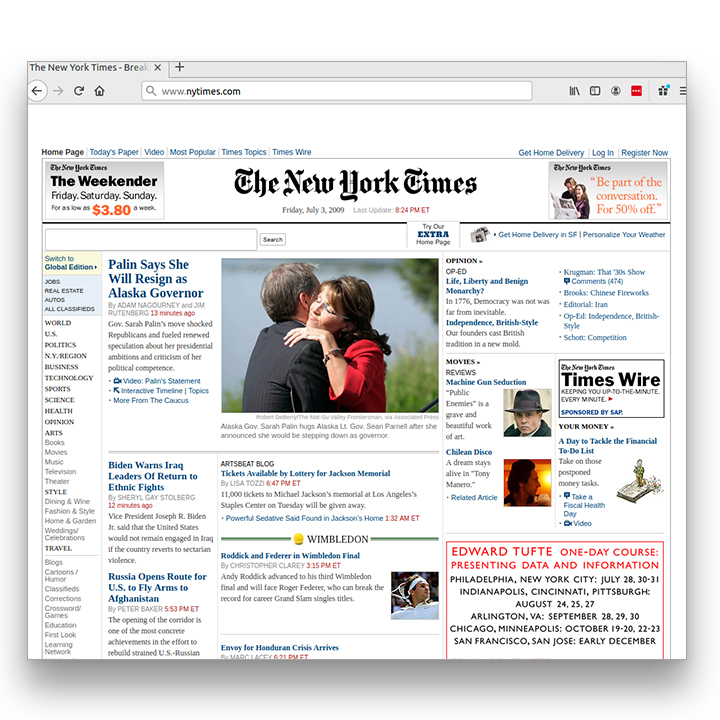 The New York Times - Break
www.nytimes.com
Home Page Today's Paper Video Most Popular Times Topics Times Wire
Get Home Delivery Log In Register Now
The New York Times
The Weekender
Friday. Saturday. Sunday.
For as low as $3.80 a week.
The New York Times
Friday, July 3, 2009 Last Update: 8:24 PM ET
The New York Times
“Be part of the
conversation.
For 50% off.”
Search
Try Our
EXTRA
Home Page
Get Home Delivery in SF | Personalize Your Weather
Switch to
Global Edition
JOBS
REAL ESTATE
AUTOS
ALL CLASSIFIEDS
WORLD
U.S.
POLITICS
N.Y./REGION
BUSINESS
TECHNOLOGY
SPORTS
SCIENCE
HEALTH
OPINION
ARTS
Books
Movies
Music
Television
Theater
STYLE
Dining & Wine
Fashion & Style
Home & Garden
Weddings/
Celebrations
TRAVEL
Blogs
Cartoons /
Humor
Classifieds
Corrections
Crossword/
Games
Education
First Look
Learning
Network
Palin Says She
Will Resign as
Alaska Governor
By ADAM NAGOURNEY and JIM
RUTENBERG 13 minutes ago
Gov. Sarah Palin’s move shocked
Republicans and fueled renewed
speculation about her presidential
ambitions and criticism of her
political competence.
Video: Palin's Statement
Interactive Timeline | Topics
More From The Caucus
Robert DeBerry/The Mat-Su Valley Frontiersman, via Associated Press
Alaska Gov. Sarah Palin hugs Alaska Lt. Gov. Sean Parnell after she
announced she would be stepping down as governor.
Biden Warns Iraq
Leaders Of Return to
Ethnic Fights
By SHERYL GAY STOLBERG
12 minutes ago
Vice President Joseph R. Biden
Jr. said that the United States
would not remain engaged in Iraq
if the country reverts to sectarian
violence.
Russia Opens Route for
U.S. to Fly Arms to
Afghanistan
By PETER BAKER 5:53 PM ET
The opening of the corridor is
one of the most concrete
achievements in the effort to
rebuild strained U.S.-Russian
ARTSBEAT BLOG
Tickets Available by Lottery for Jackson Memorial
By LISA TOZZI 6:47 PM ET
11,000 tickets to Michael Jackson’s memorial at Los Angeles’s
Staples Center on Tuesday will be given away.
Powerful Sedative Said Found in Jackson's Home 1:32 AM ET
WIMBLEDON
Roddick and Federer in Wimbledon Final
By CHRISTOPHER CLAREY 3:15 PM ET
Andy Roddick advanced to his third Wimbledon
final and will face Roger Federer, who can break the
record for career Grand Slam singles titles.
Envoy for Honduran Crisis Arrives
By MARC LACEY 6:21 PM ET
OPINION »
OP-ED
Life, Liberty and Benign
Monarchy?
In 1776, Democracy was not was
far from inevitable.
Independence, British-Style
Our founders cast British
tradition in a new mold.
Krugman: That '30s Show
Comments (474)
Brooks: Chinese Fireworks
Editorial: Iran
Op-Ed: Independence, British-
Style
Schott: Competition
MOVIES »
REVIEWS
Machine Gun Seduction
“Public
Enemies” is a
grave and
beautiful work
of art.
Chilean Disco
A dream stays
alive in "Tony
Manero."
Related Article
The New York Times
Times Wire
KEEPING YOU UP-TO-THE-MINUTE.
EVERY MINUTE.
SPONSORED BY SAP.
YOUR MONEY »
A Day to Tackle the Financial
To-Do List
Take on those
postponed
money tasks.
Take a
Fiscal Health
Day
Video
EDWARD TUFTE ONE-DAY COURSE:
PRESENTING DATA AND INFORMATION
PHILADELPHIA, NEW YORK CITY: JULY 28, 30-31
INDIANAPOLIS, CINCINNATI, PITTSBURGH:
AUGUST 24, 25, 27
ARLINGTON, VA: SEPTEMBER 28, 29, 30
CHICAGO, MINNEAPOLIS: OCTOBER 19-20, 22-23
SAN FRANCISCO, SAN JOSE: EARLY DECEMBER